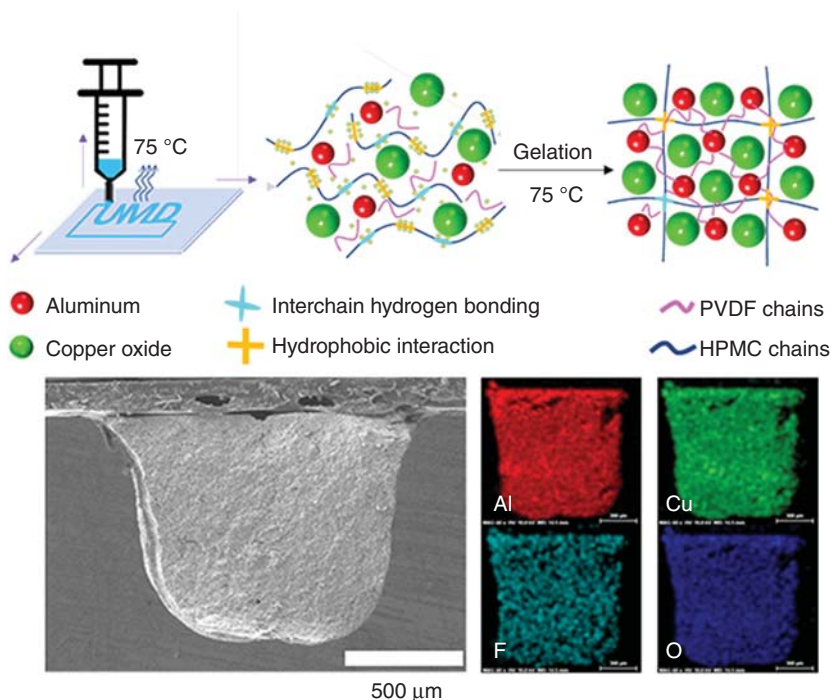 75 °C
UMD
Gelation
75 °C
Aluminum
Interchain hydrogen bonding
PVDF chains
Copper oxide
Hydrophobic interaction
HPMC chains
Al
Cu
F
O
500 μm